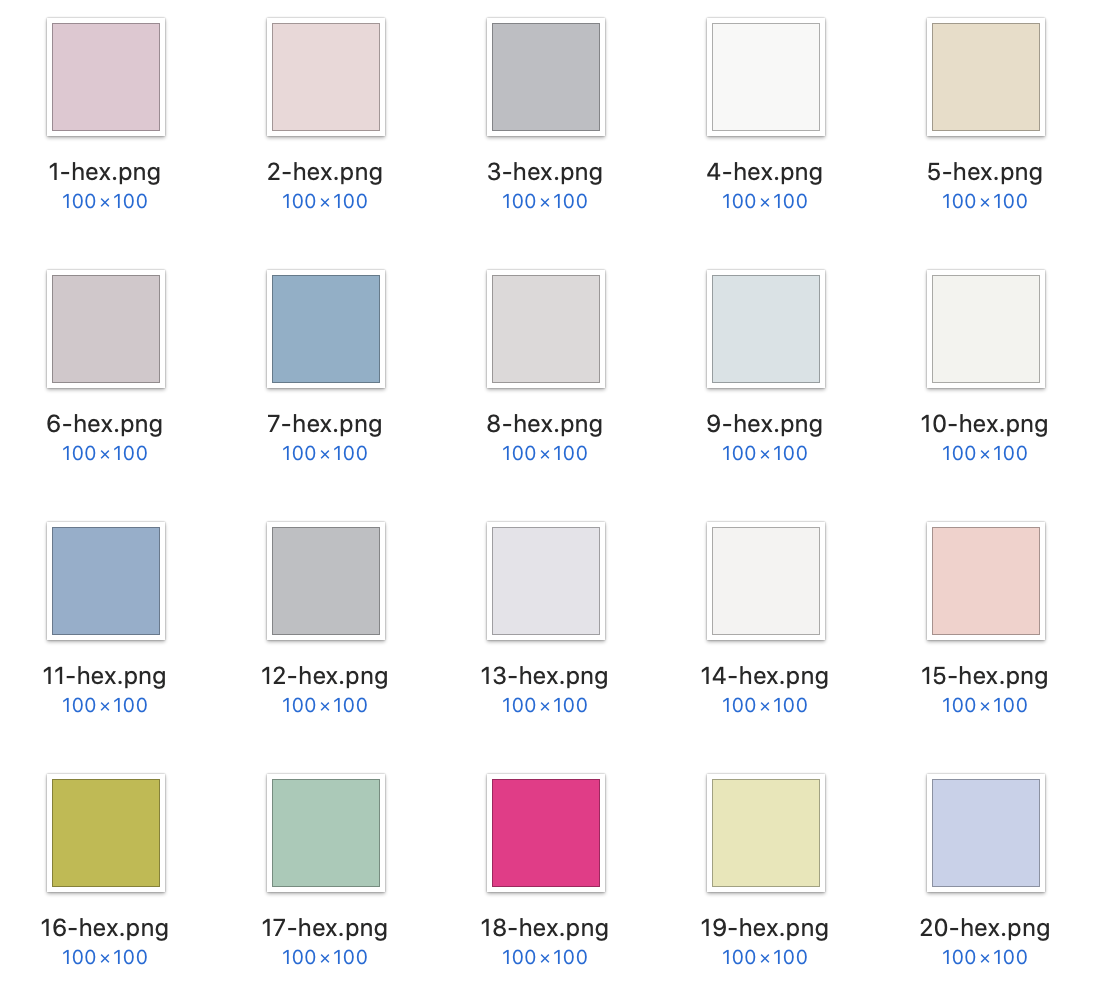 1-hex.png 2-hex.png 3-hex.png 4-hex.png 5-hex.png
100×100 100×100 100×100 100×100 100×100
6-hex.png 7-hex.png 8-hex.png 9-hex.png 10-hex.png
100×100 100×100 100×100 100×100 100×100
11-hex.png 12-hex.png 13-hex.png 14-hex.png 15-hex.png
100×100 100×100 100×100 100×100 100×100
16-hex.png 17-hex.png 18-hex.png 19-hex.png 20-hex.png
100×100 100×100 100×100 100×100 100×100